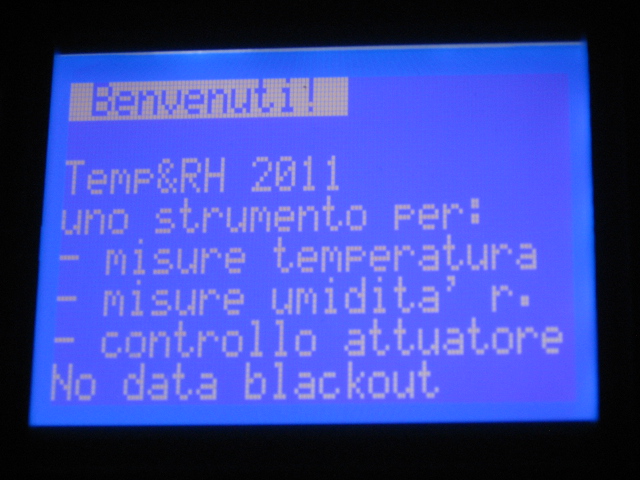 Benvenuti!
Temp&RH 2011
uno strumento per:
- misure temperatura
- misure umidita' r.
- controllo attuatore
No data blackout